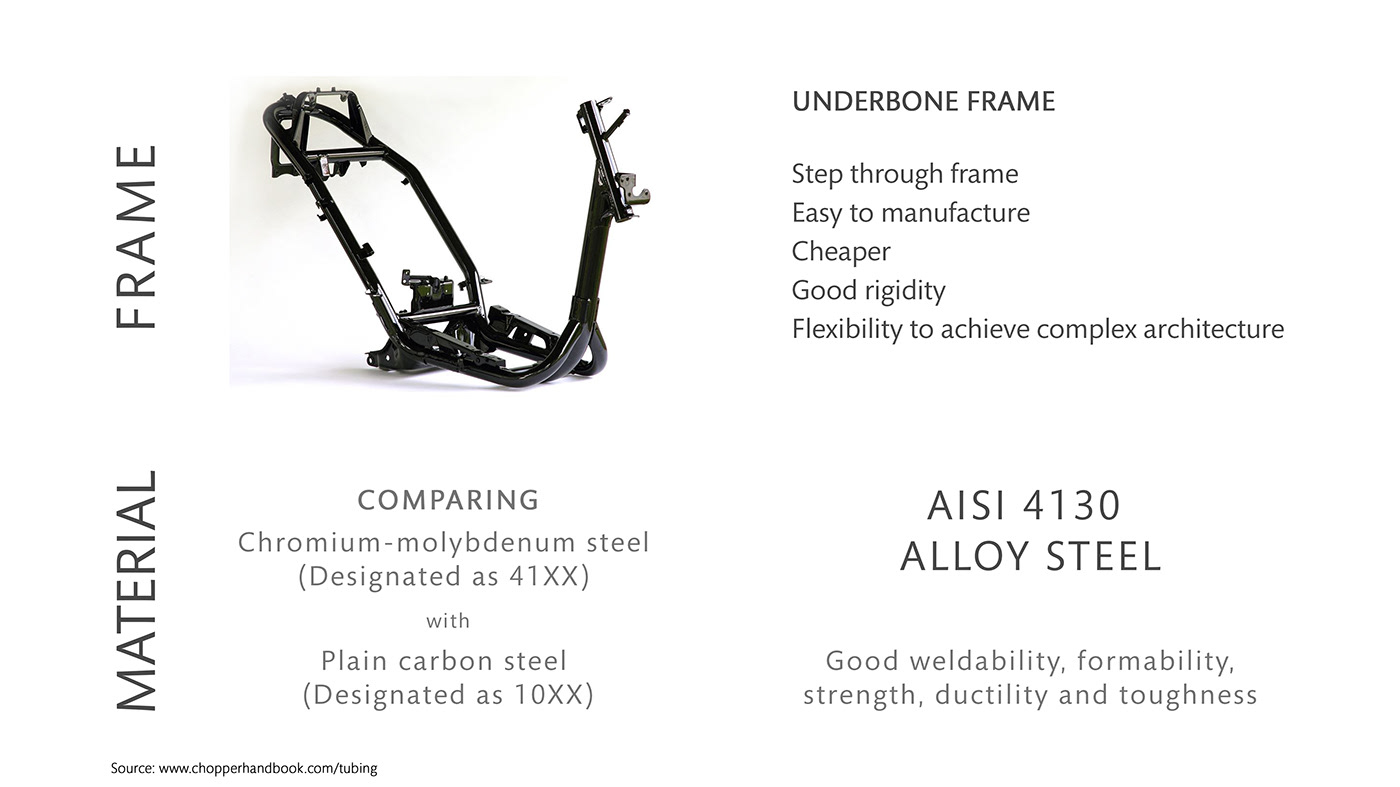 FRAME
UNDERBONE FRAME
Step through frame
Easy to manufacture
Cheaper
Good rigidity
Flexibility to achieve complex architecture
MATERIAL
COMPARING
Chromium-molybdenum steel
(Designated as 41XX)
with
Plain carbon steel
(Designated as 10XX)
AISI 4130
ALLOY STEEL
Good weldability, formability,
strength, ductility and toughness
Source: www.chopperhandbook.com/tubing